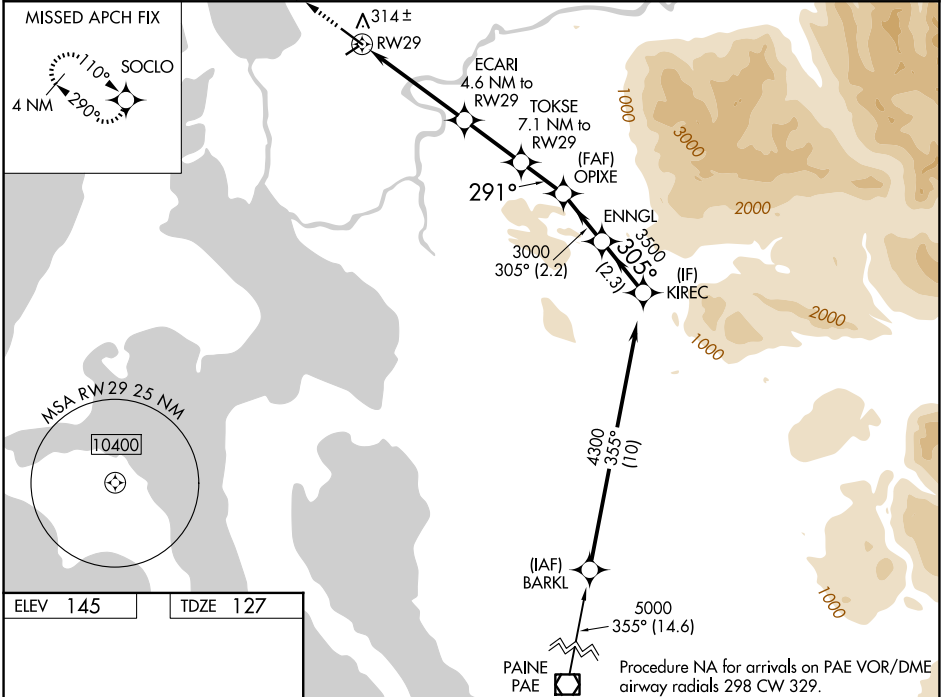 MISSED APCH FIX
SOCLO
110°
290°
4 NM
314 ±
RW29
ECARI
4.6 NM to
RW29
TOKSE
7.1 NM to
RW29
(FAF)
OPIXE
291°
ENNGL
3000
305° (2.2)
3500
305°
(2.3)
(IF)
KIREC
1000
3000
2000
2000
1000
MSA RW29 25 NM
10400
4300
355°
(10)
(IAF)
BARKL
5000
355° (14.6)
1000
ELEV 145
TDZE 127
PAINE
PAE
Procedure NA for arrivals on PAE VOR/DME
airway radials 298 CW 329.